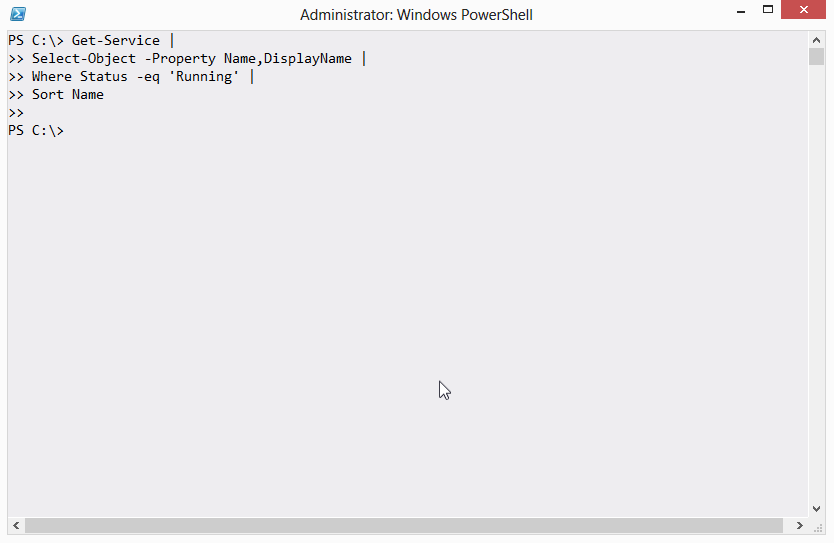 Administrator: Windows PowerShell
PS C:\> Get-Service |
>> Select-Object -Property Name,DisplayName |
>> Where Status -eq 'Running' |
>> Sort Name
>>
PS C:\>